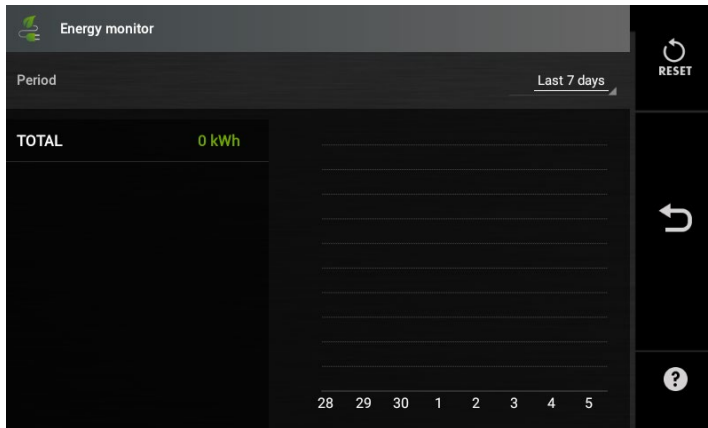 Energy monitor
RESET
Period
Last 7 days
TOTAL
0 kWh
28 29 30 1 2 3 4 5
?